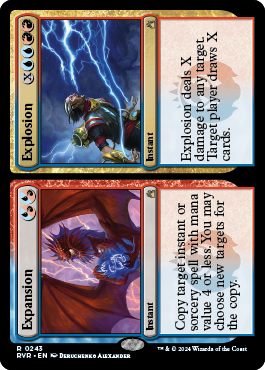 Expansion
Instant
Copy target instant or
sorcery spell with mana
value 4 or less. You may
choose new targets for
the copy.
Explosion
X
Instant
Explosion deals X
damage to any target.
Target player draws X
cards.
R 0243
RVR • EN Deruchenko Alexander
™ & © 2024 Wizards of the Coast